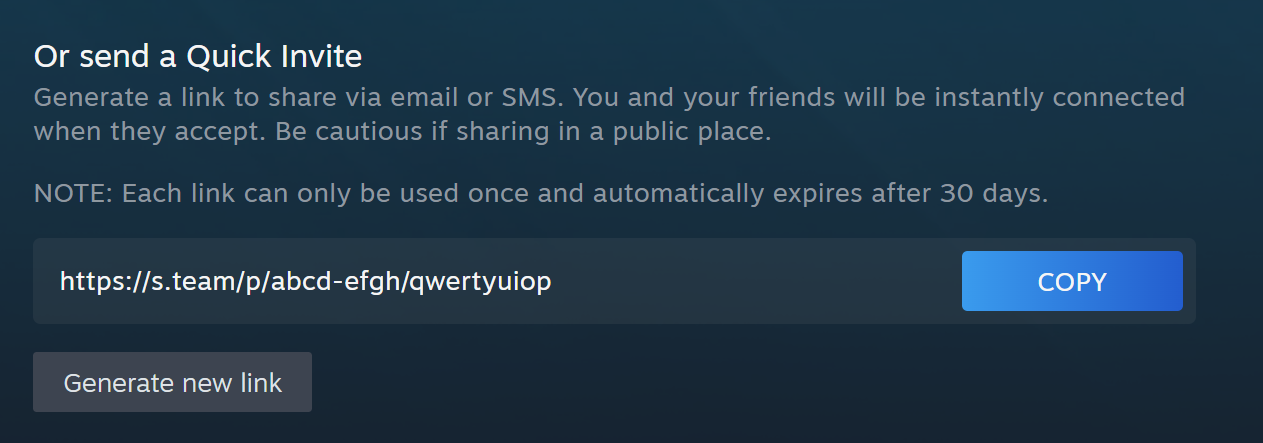 Or send a Quick Invite
Generate a link to share via email or SMS. You and your friends will be instantly connected
when they accept. Be cautious if sharing in a public place.
NOTE: Each link can only be used once and automatically expires after 30 days.
https://s.team/p/abcd-efgh/qwertyuiop
COPY
Generate new link